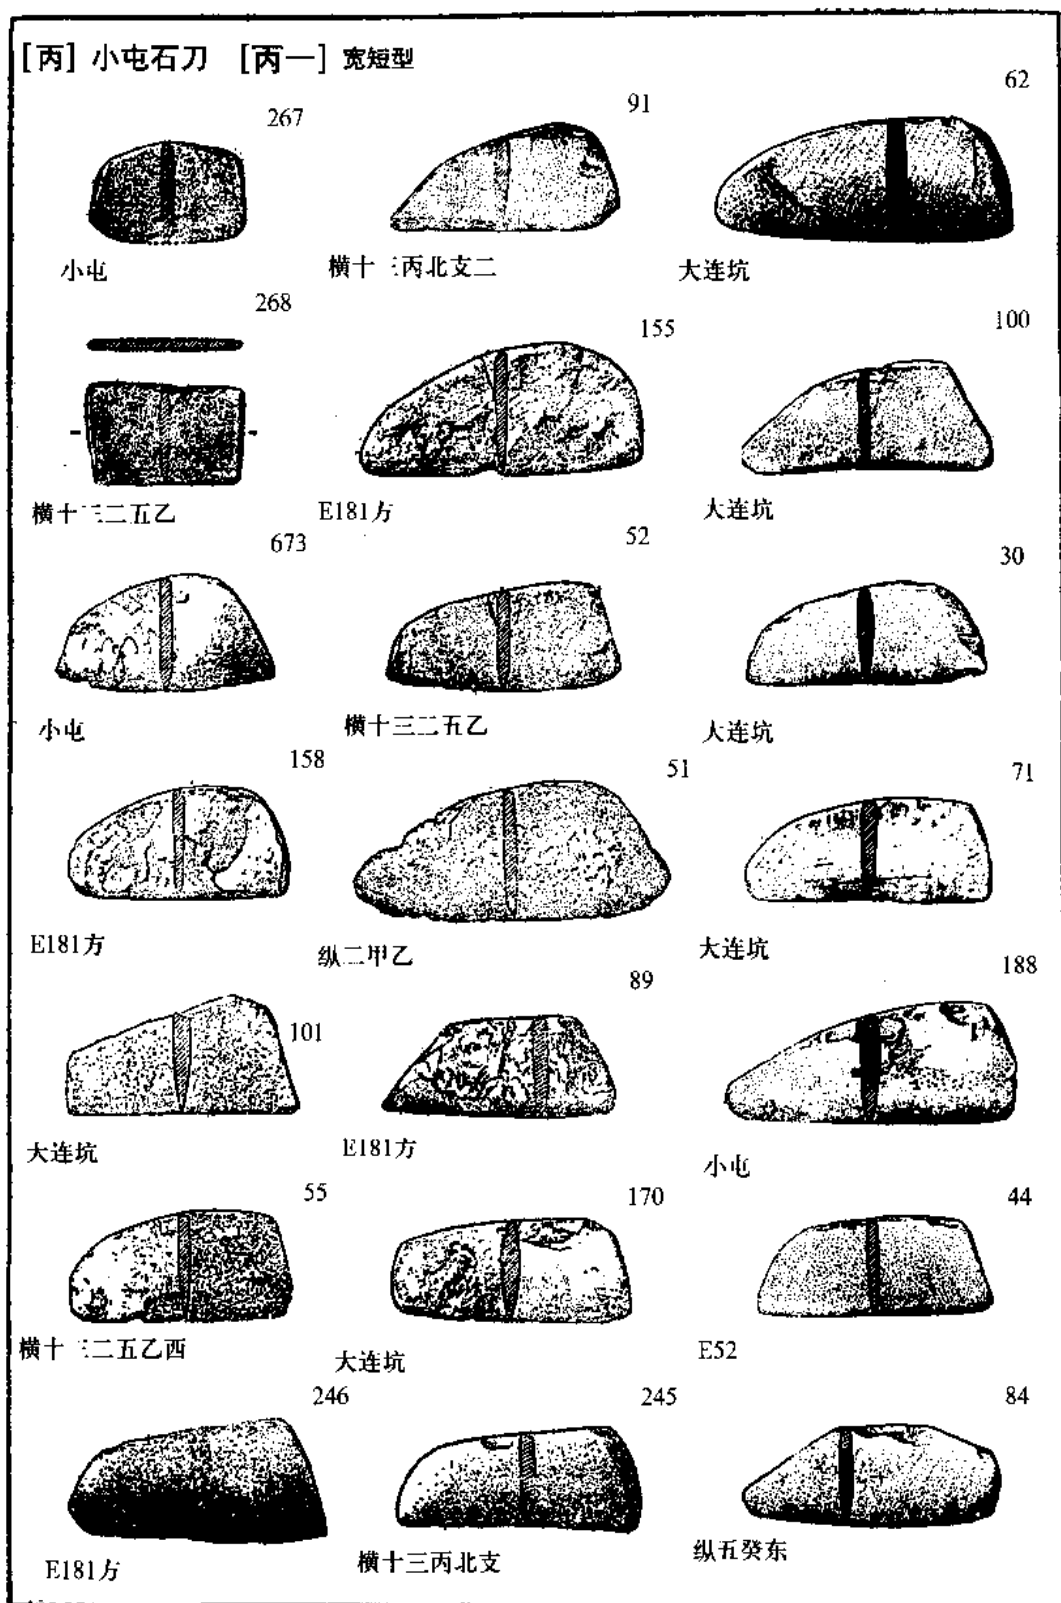 [丙] 小屯石刀 [丙一] 宽短型
267 91 62
小屯 横十三丙北支二 大连坑
268 155 100
横十三二五乙 E181方 大连坑
673 52 30
小屯 横十三二五乙 大连坑
158 51 71
E181方 纵二甲乙 大连坑
101 89 188
大连坑 E181方 小屯
55 170 44
横十三二五乙西 大连坑 E52
246 245 84
E181方 横十三丙北支 纵五癸东